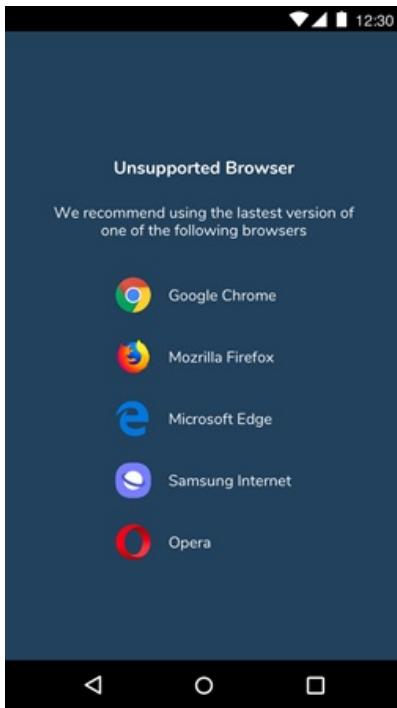 12:30
Unsupported Browser
We recommend using the lastest version of
one of the following browsers
Google Chrome
Mozrilla Firefox
Microsoft Edge
Samsung Internet
Opera